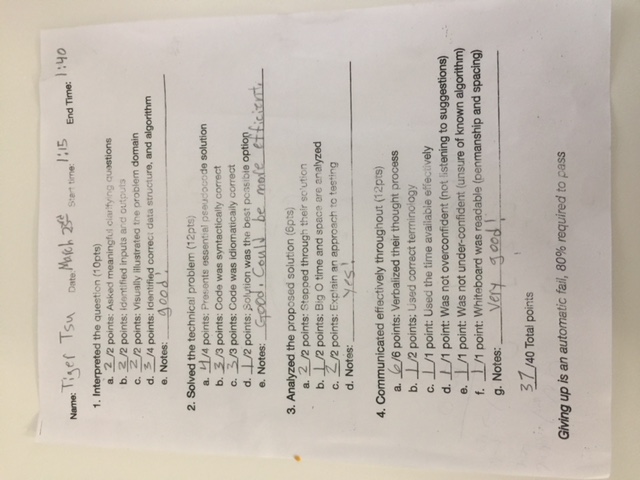 Name: Tiger Tsu Date: March 23rd Start time: 1:15 End Time: 1:40
1. Interpreted the question (10pts)
a. 2/2 points: Asked meaningful clarifying questions
b. 2/2 points: Identified inputs and outputs
c. 2/2 points: Visually illustrated the problem domain
d. 3/4 points: Identified correct data structure, and algorithm
e. Notes: good!
2. Solved the technical problem (12pts)
a. 4/4 points: Presents essential pseudocode solution
b. 3/3 points: Code was syntactically correct
c. 3/3 points: Code was idiomatically correct
d. 1/2 points: Solution was the best possible option
e. Notes: Good. Could be more efficient.
3. Analyzed the proposed solution (6pts)
a. 2/2 points: Stepped through their solution
b. 1/2 points: Big O time and space are analyzed
c. 2/2 points: Explain an approach to testing
d. Notes: yes!
4. Communicated effectively throughout (12pts)
a. 6/6 points: Verbalized their thought process
b. 1/2 points: Used correct terminology
c. 1/1 point: Used the time available effectively
d. 1/1 point: Was not overconfident (not listening to suggestions)
e. 1/1 point: Was not under-confident (unsure of known algorithm)
f. 1/1 point: Whiteboard was readable (penmanship and spacing)
g. Notes: Very good!
37/40 Total points
Giving up is an automatic fail, 80% required to pass